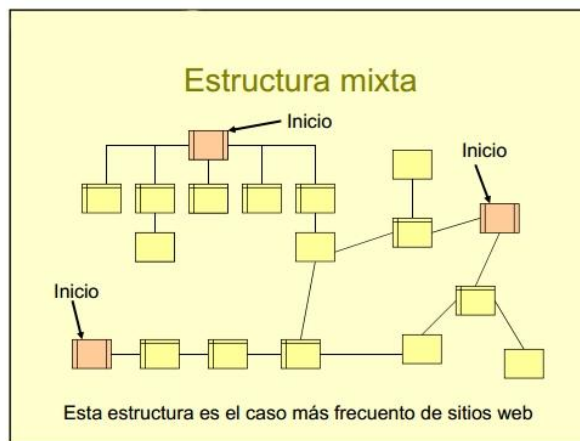 Estructura mixta
Inicio
Inicio
Inicio
Esta estructura es el caso más frecuento de sitios web